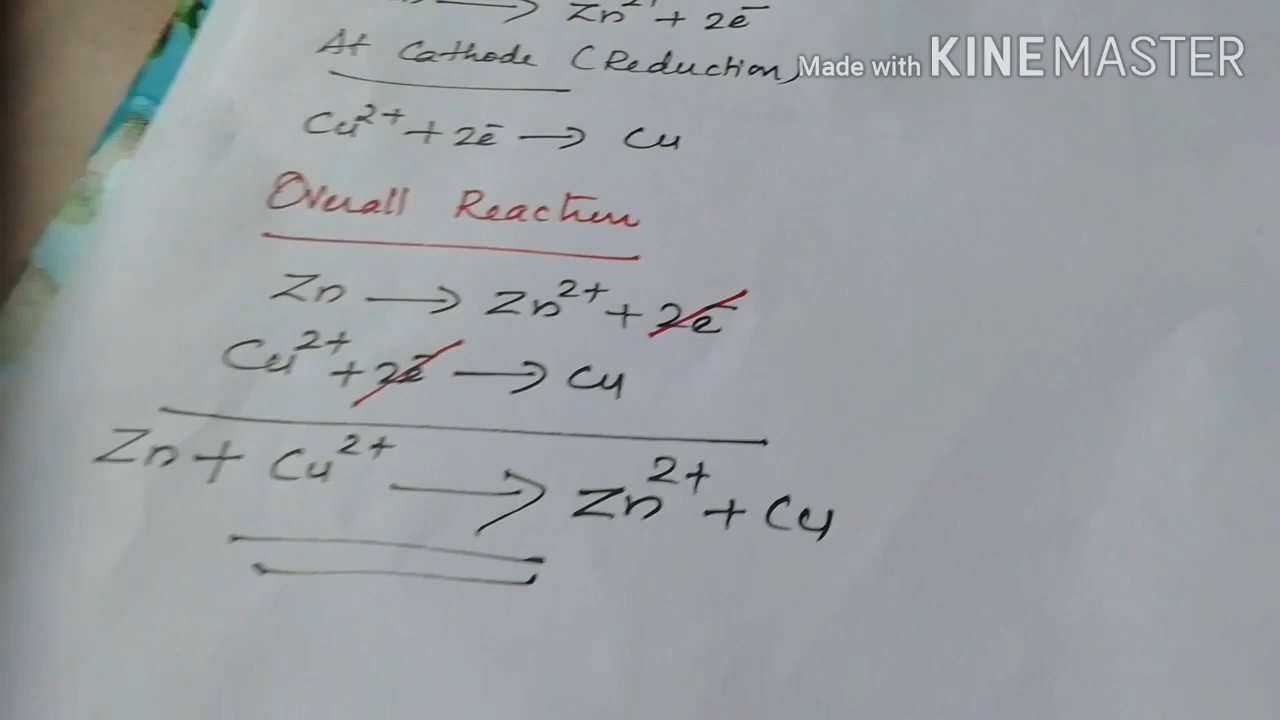 ⟶ Zn²⁺ + 2e⁻
At Cathode (Reduction)
Made with KINEMASTER
Cu²⁺ + 2e⁻ ⟶ Cu
Overall Reaction
Zn ⟶ Zn²⁺ + 2e⁻
Cu²⁺ + 2e⁻ ⟶ Cu
Zn + Cu²⁺ ⟶ Zn²⁺ + Cu